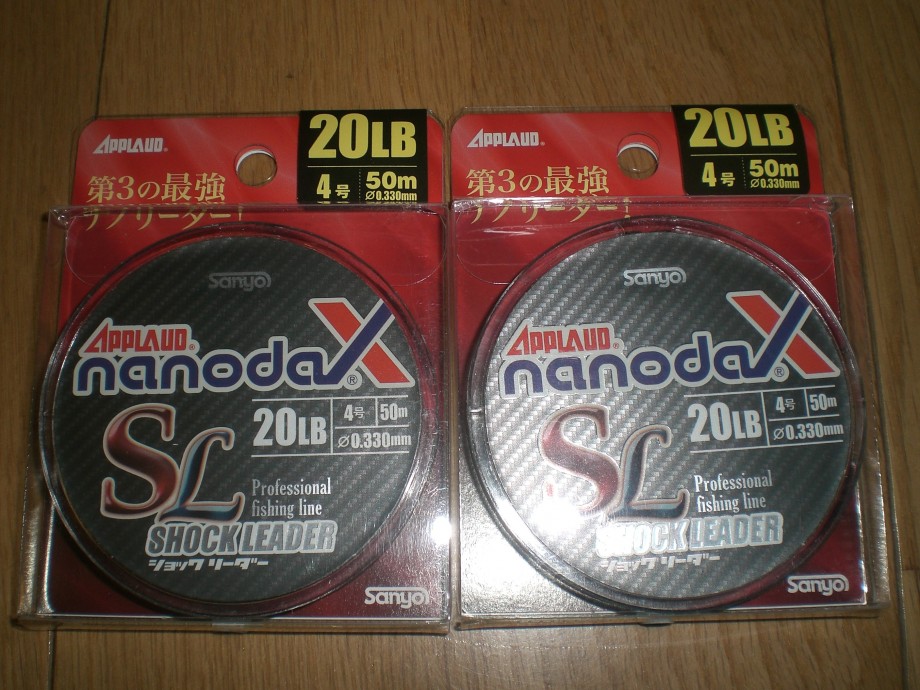 APPLAUD®
20LB
4号 50m
Ø0.330mm
第3の最強
ナノリーダー!
Sanyo
APPLAUD®
nanodaX®
20LB 4号 50m
Ø0.330mm
SL
Professional
fishing line
SHOCK LEADER
ショックリーダー
Sanyo
APPLAUD®
20LB
4号 50m
Ø0.330mm
第3の最強
ナノリーダー!
Sanyo
APPLAUD®
nanodaX®
20LB 4号 50m
Ø0.330mm
SL
Professional
fishing line
SHOCK LEADER
ショックリーダー
Sanyo